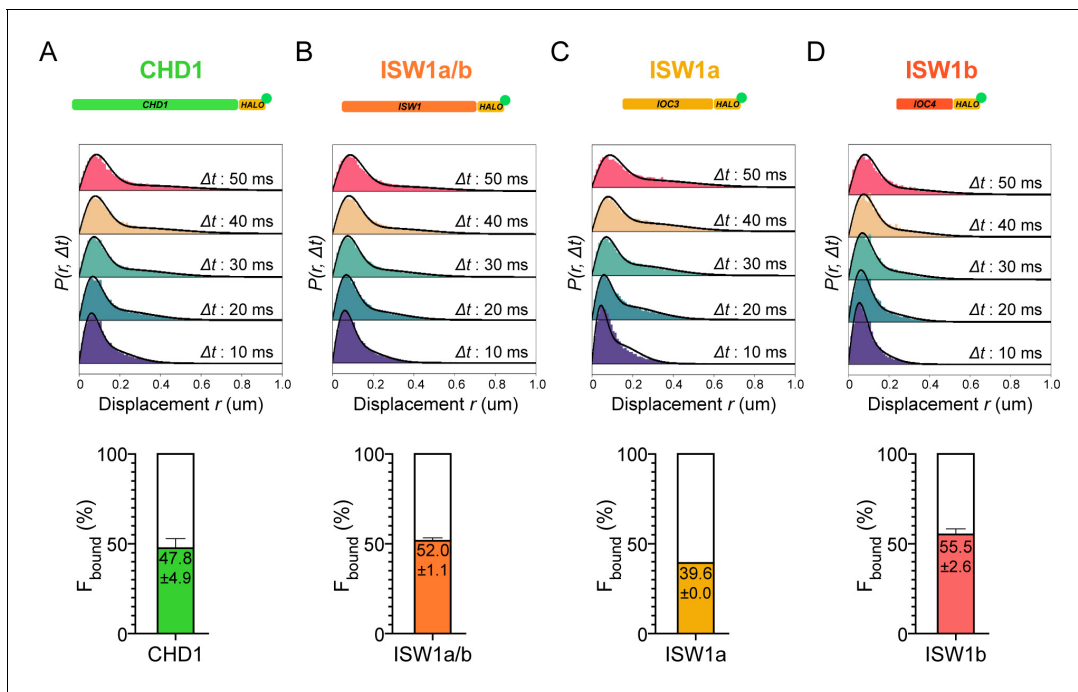 A
CHD1
CHD1 HALO
P(r, Δt)
Δt : 50 ms
Δt : 40 ms
Δt : 30 ms
Δt : 20 ms
Δt : 10 ms
0 0.2 0.4 0.6 0.8 1.0
Displacement r (um)
F bound (%)
100
50
0
47.8
±4.9
CHD1
B
ISW1a/b
ISW1 HALO
Δt : 50 ms
Δt : 40 ms
Δt : 30 ms
Δt : 20 ms
Δt : 10 ms
0 0.2 0.4 0.6 0.8 1.0
Displacement r (um)
F bound (%)
100
50
0
52.0
±1.1
ISW1a/b
C
ISW1a
IOC3 HALO
P(r, Δt)
Δt : 50 ms
Δt : 40 ms
Δt : 30 ms
Δt : 20 ms
Δt : 10 ms
0 0.2 0.4 0.6 0.8 1.0
Displacement r (um)
F bound (%)
100
50
0
39.6
±0.0
ISW1a
D
ISW1b
IOC4 HALO
P(r, Δt)
Δt : 50 ms
Δt : 40 ms
Δt : 30 ms
Δt : 20 ms
Δt : 10 ms
0 0.2 0.4 0.6 0.8 1.0
Displacement r (um)
F bound (%)
100
50
0
55.5
±2.6
ISW1b